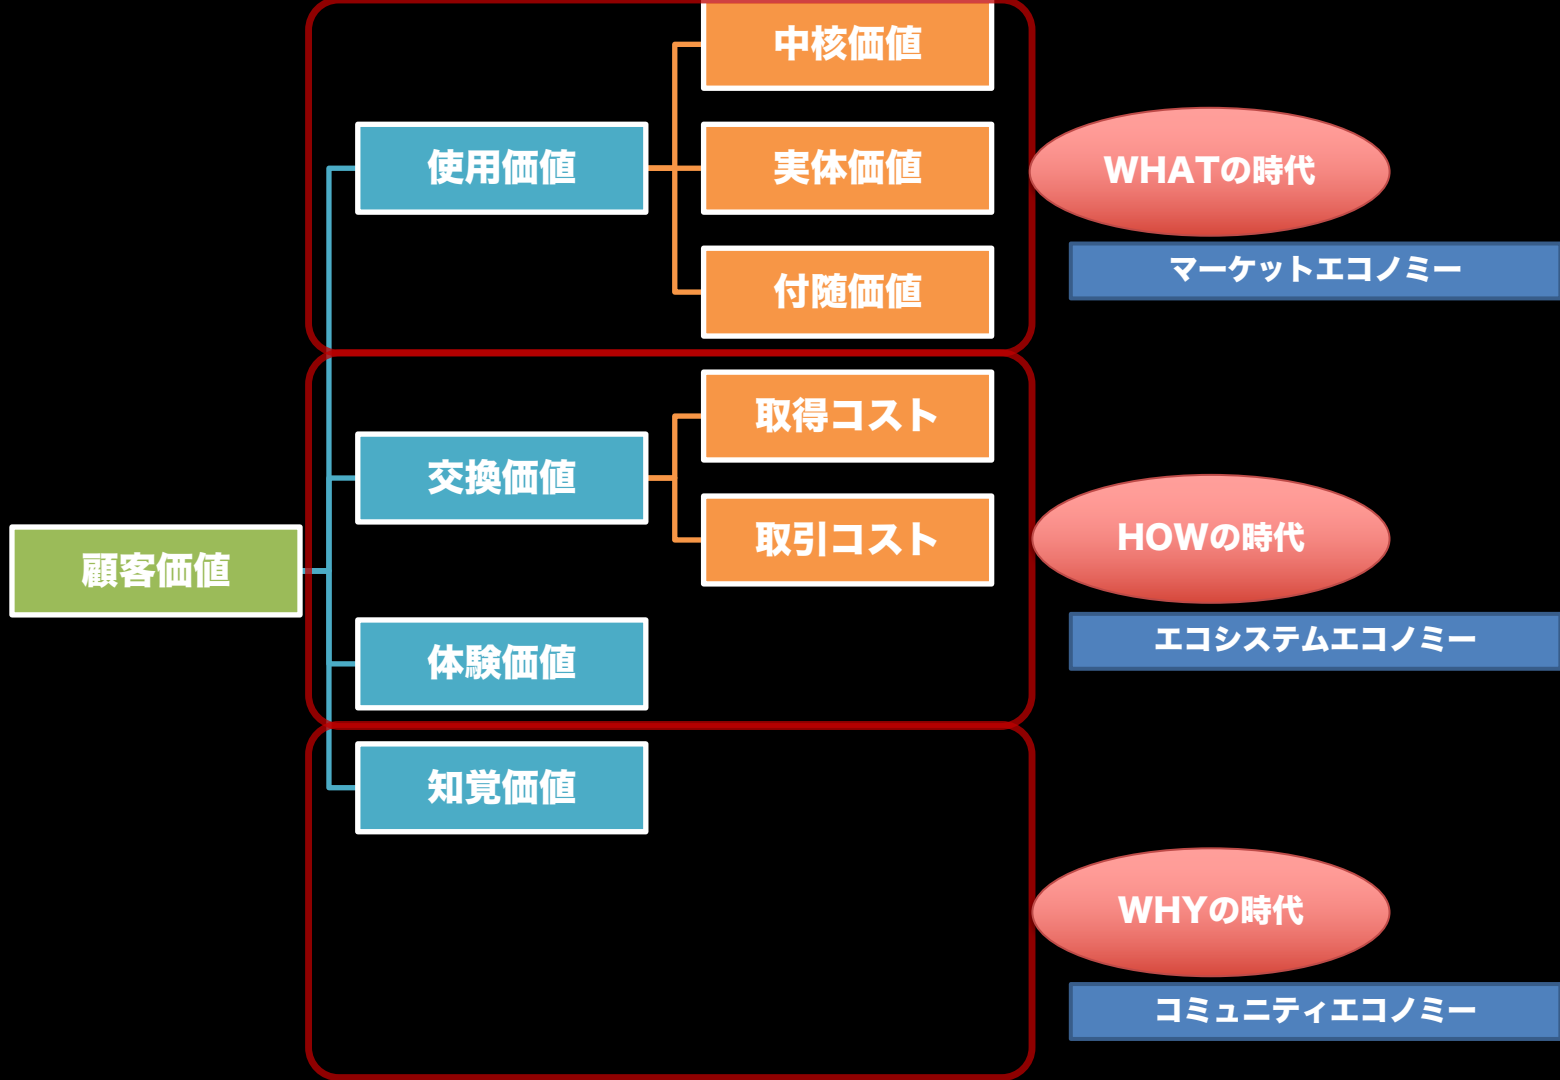 中核価値
使用価値
実体価値
WHATの時代
付随価値
マーケットエコノミー
取得コスト
交換価値
取引コスト
HOWの時代
顧客価値
エコシステムエコノミー
体験価値
知覚価値
WHYの時代
コミュニティエコノミー